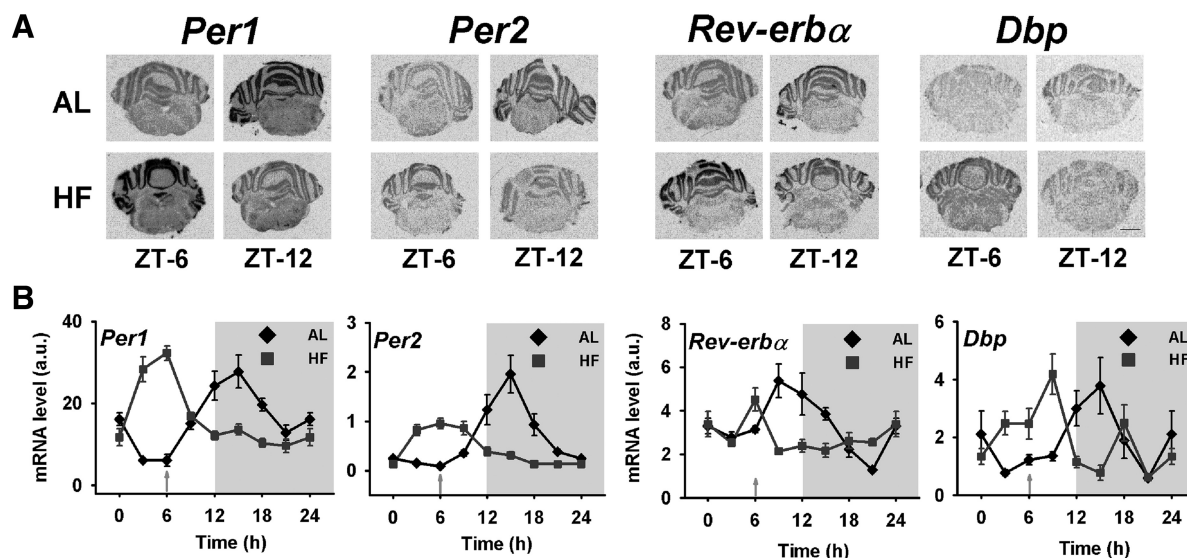 A
Per1 Per2 Rev-erbα Dbp
AL
HF
ZT-6 ZT-12 ZT-6 ZT-12 ZT-6 ZT-12 ZT-6 ZT-12
B
mRNA level (a.u.)
40
20
0
Per1
AL
HF
0 6 12 18 24
Time (h)
3
2
1
0
Per2
AL
HF
0 6 12 18 24
Time (h)
mRNA level (a.u.)
8
6
4
2
0
Rev-erbα
AL
HF
0 6 12 18 24
Time (h)
6
4
2
0
Dbp
AL
HF
0 6 12 18 24
Time (h)